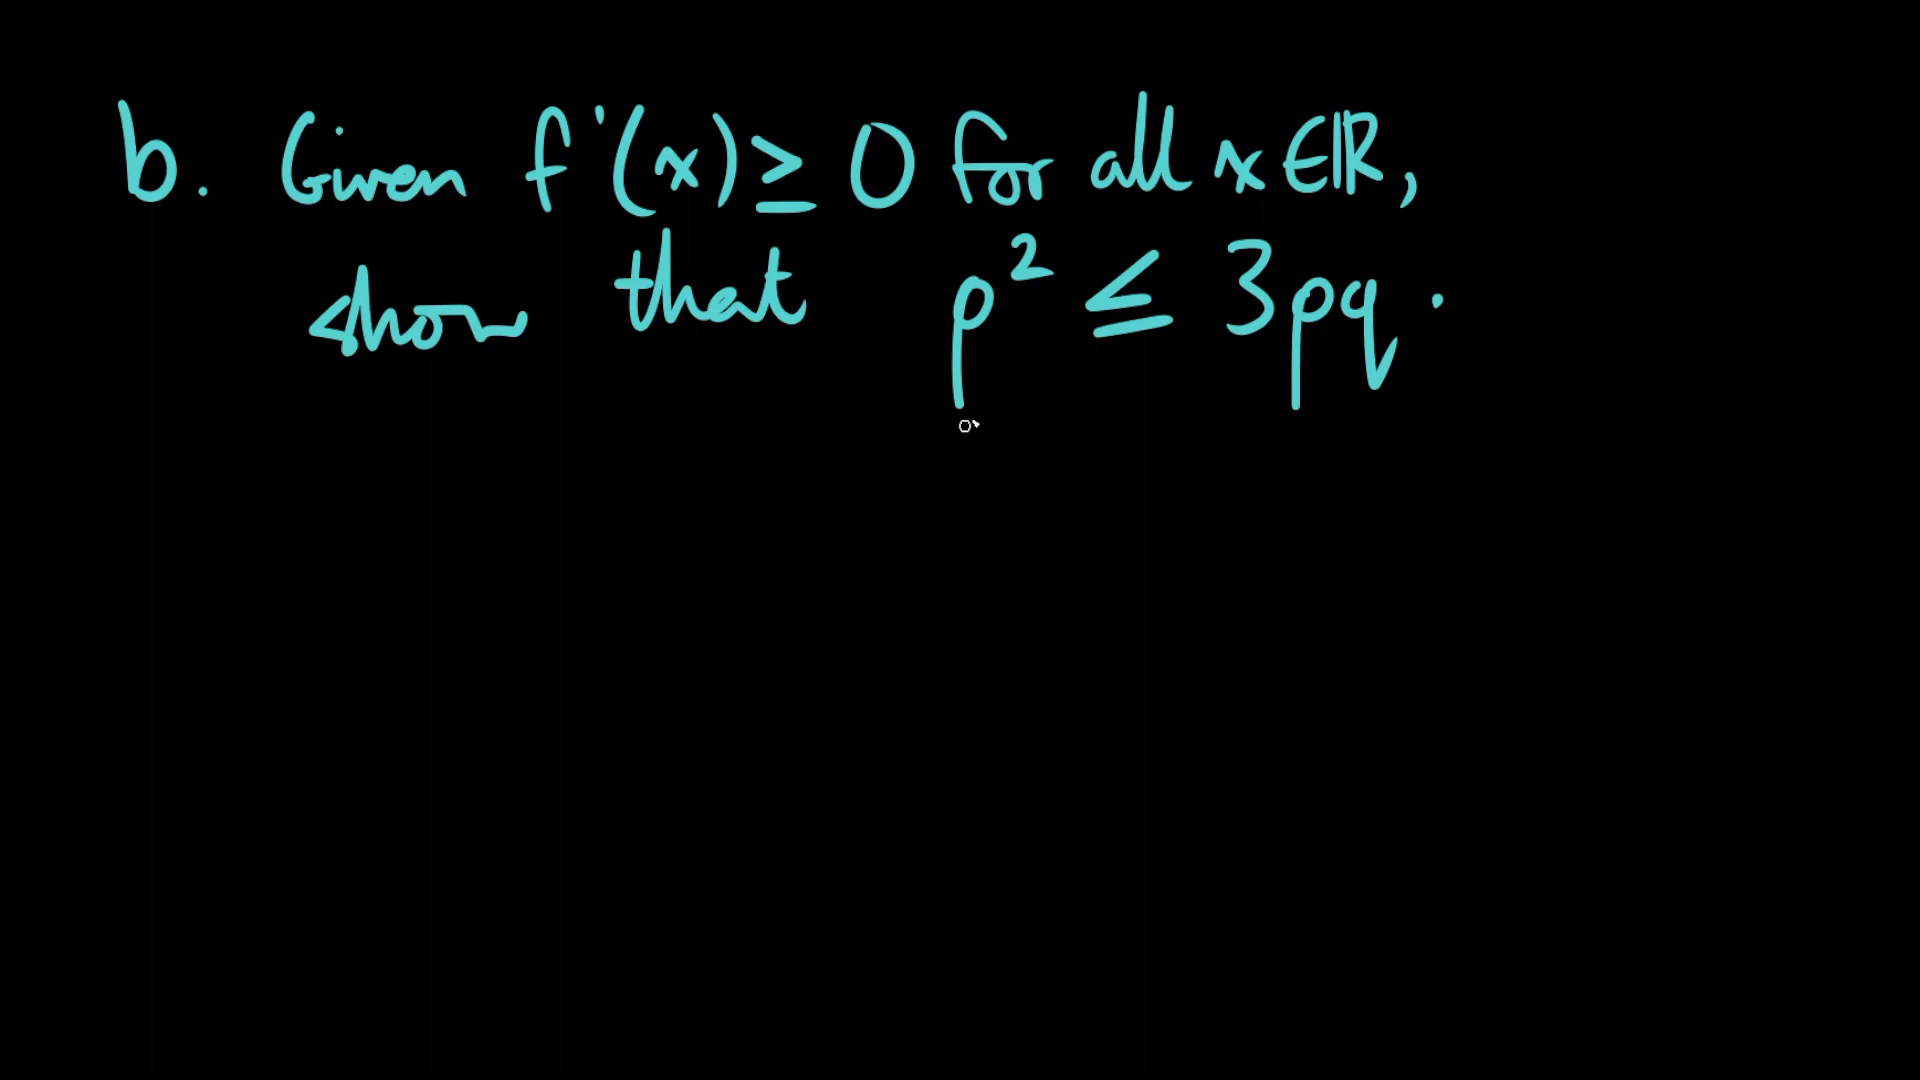 b. Given f'(x) ≥ 0 for all x ∈ ℝ,
show that p² ≤ 3pq.